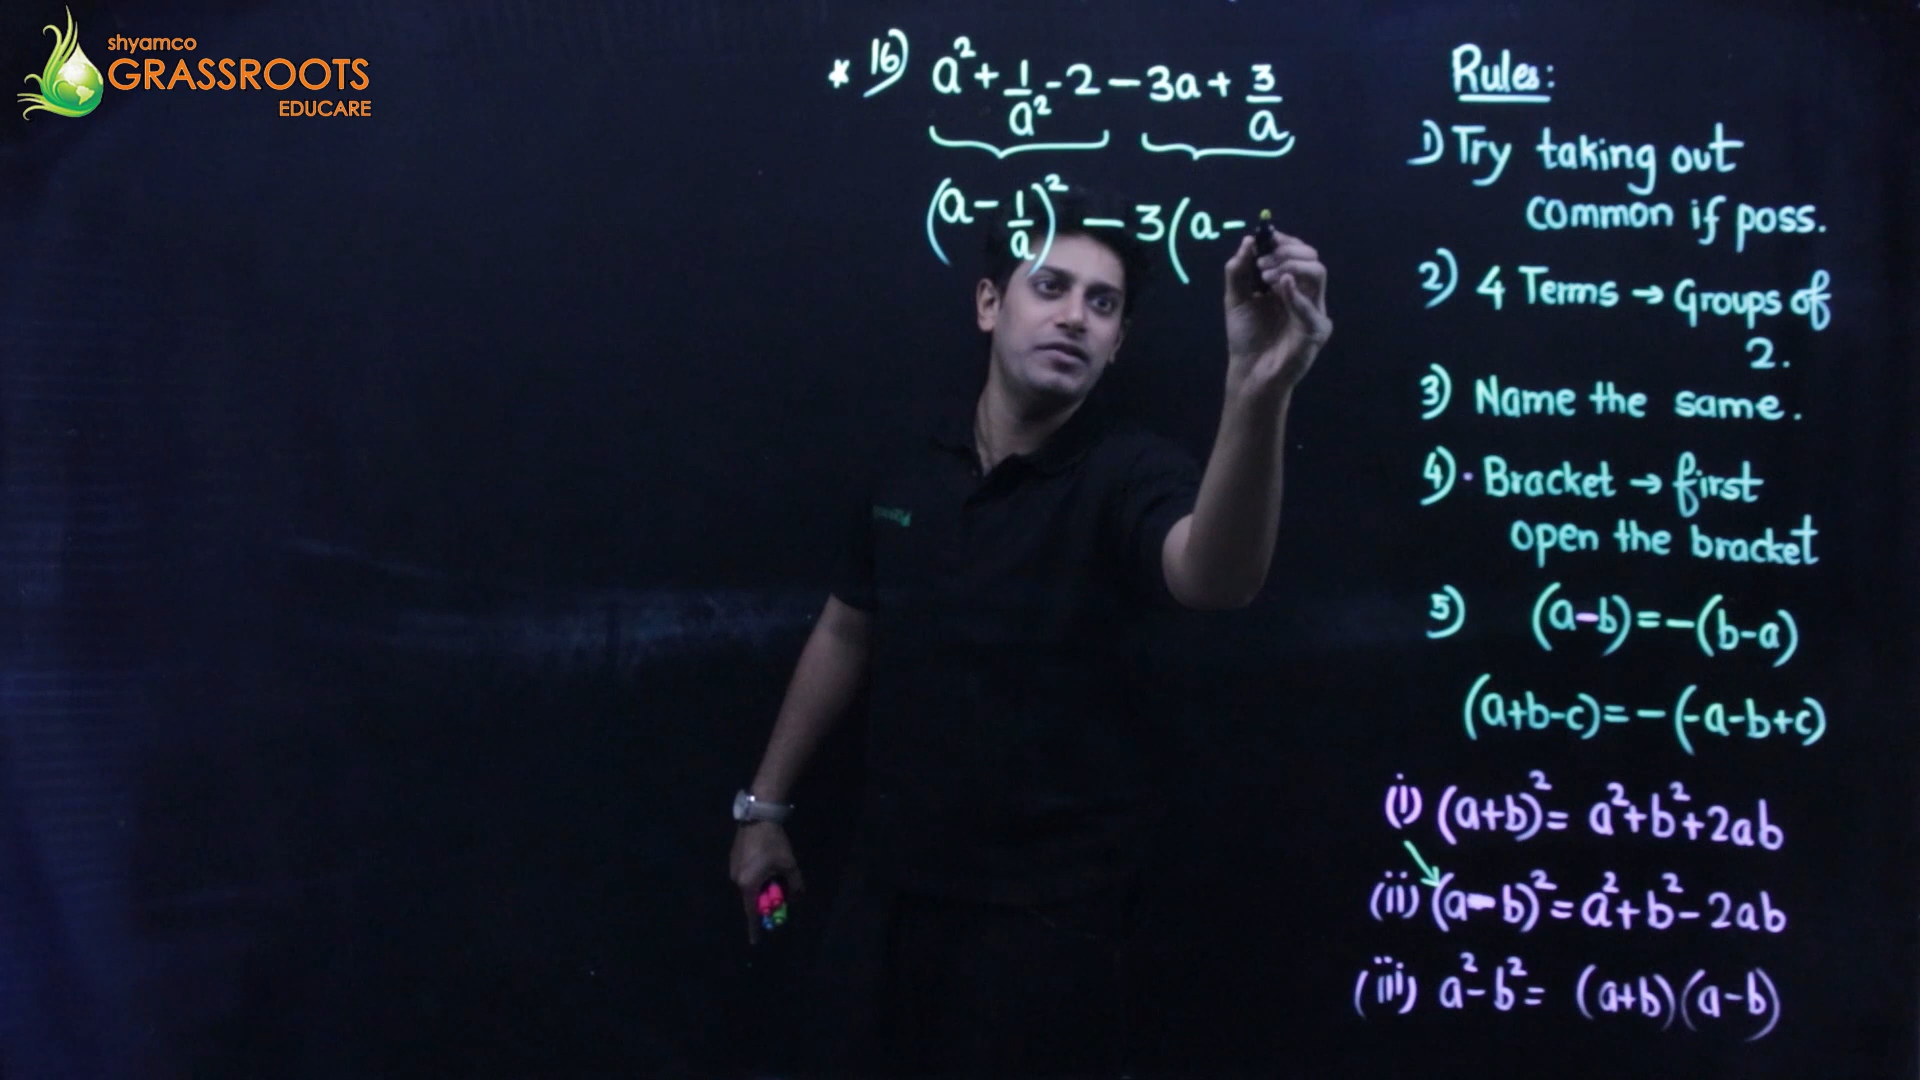 shyamco
GRASSROOTS
EDUCARE
* 16) a² + 1/a² - 2 - 3a + 3/a
(a - 1/a)² - 3(a -
Rules:
1) Try taking out
common if poss.
2) 4 Terms → Groups of
2.
3) Name the same.
4) · Bracket → first
open the bracket
5) (a-b) = -(b-a)
(a+b-c) = -(-a-b+c)
(i) (a+b)² = a²+b²+2ab
(ii) (a-b)² = a²+b²-2ab
(iii) a²-b² = (a+b)(a-b)